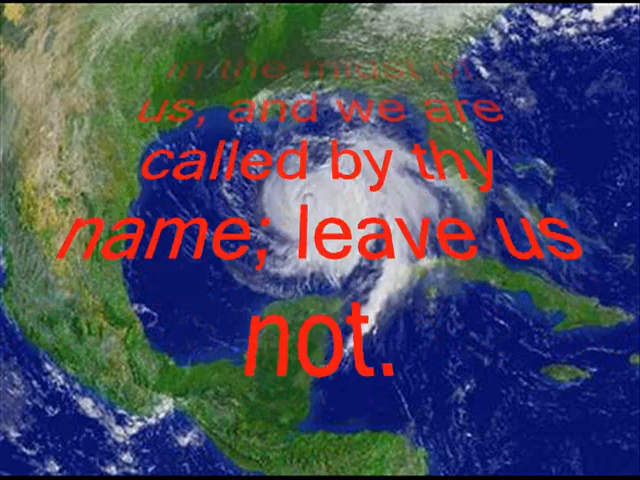 in the midst of
us, and we are
called by thy
name; leave us
not.